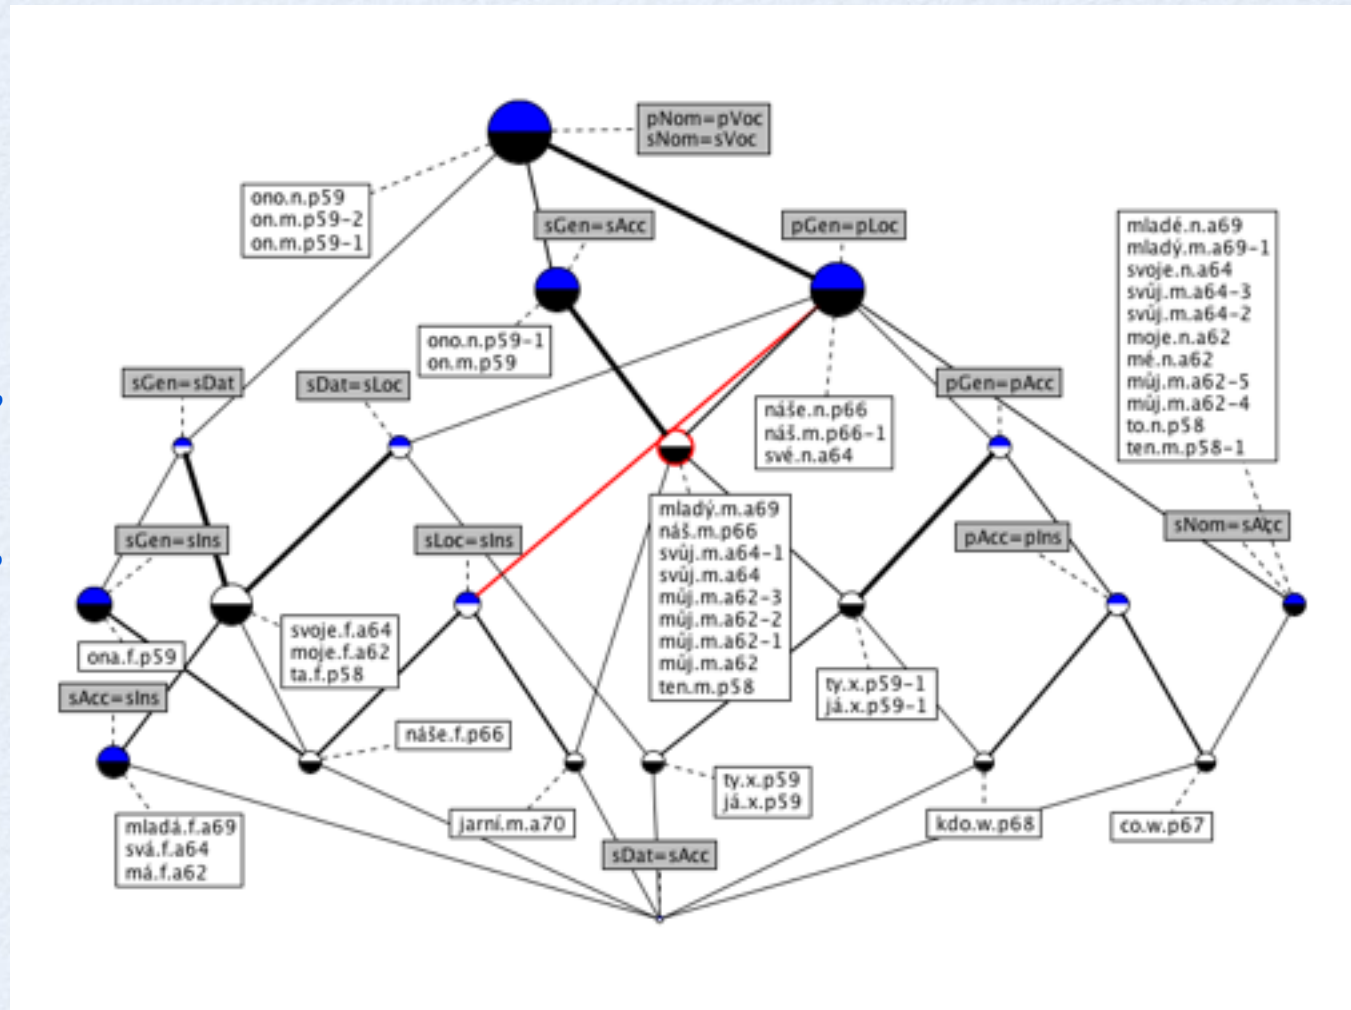 pNom=pVoc
sNom=sVoc
ono.n.p59
on.m.p59-2
on.m.p59-1
sGen=sAcc
pGen=pLoc
mladé.n.a69
mladý.m.a69-1
svoje.n.a64
svůj.m.a64-3
svůj.m.a64-2
moje.n.a62
mé.n.a62
můj.m.a62-5
můj.m.a62-4
to.n.p58
ten.m.p58-1
ono.n.p59-1
on.m.p59
sGen=sDat
sDat=sLoc
pGen=pAcc
náše.n.p66
náš.m.p66-1
své.n.a64
sGen=sIns
sLoc=sIns
mladý.m.a69
náš.m.p66
svůj.m.a64-1
svůj.m.a64
můj.m.a62-3
můj.m.a62-2
můj.m.a62-1
můj.m.a62
ten.m.p58
pAcc=pIns
sNom=sAcc
ona.f.p59
svoje.f.a64
moje.f.a62
ta.f.p58
sAcc=sIns
ty.x.p59-1
já.x.p59-1
náše.f.p66
ty.x.p59
já.x.p59
mladá.f.a69
svá.f.a64
má.f.a62
jarní.m.a70
kdo.w.p68
co.w.p67
sDat=sAcc